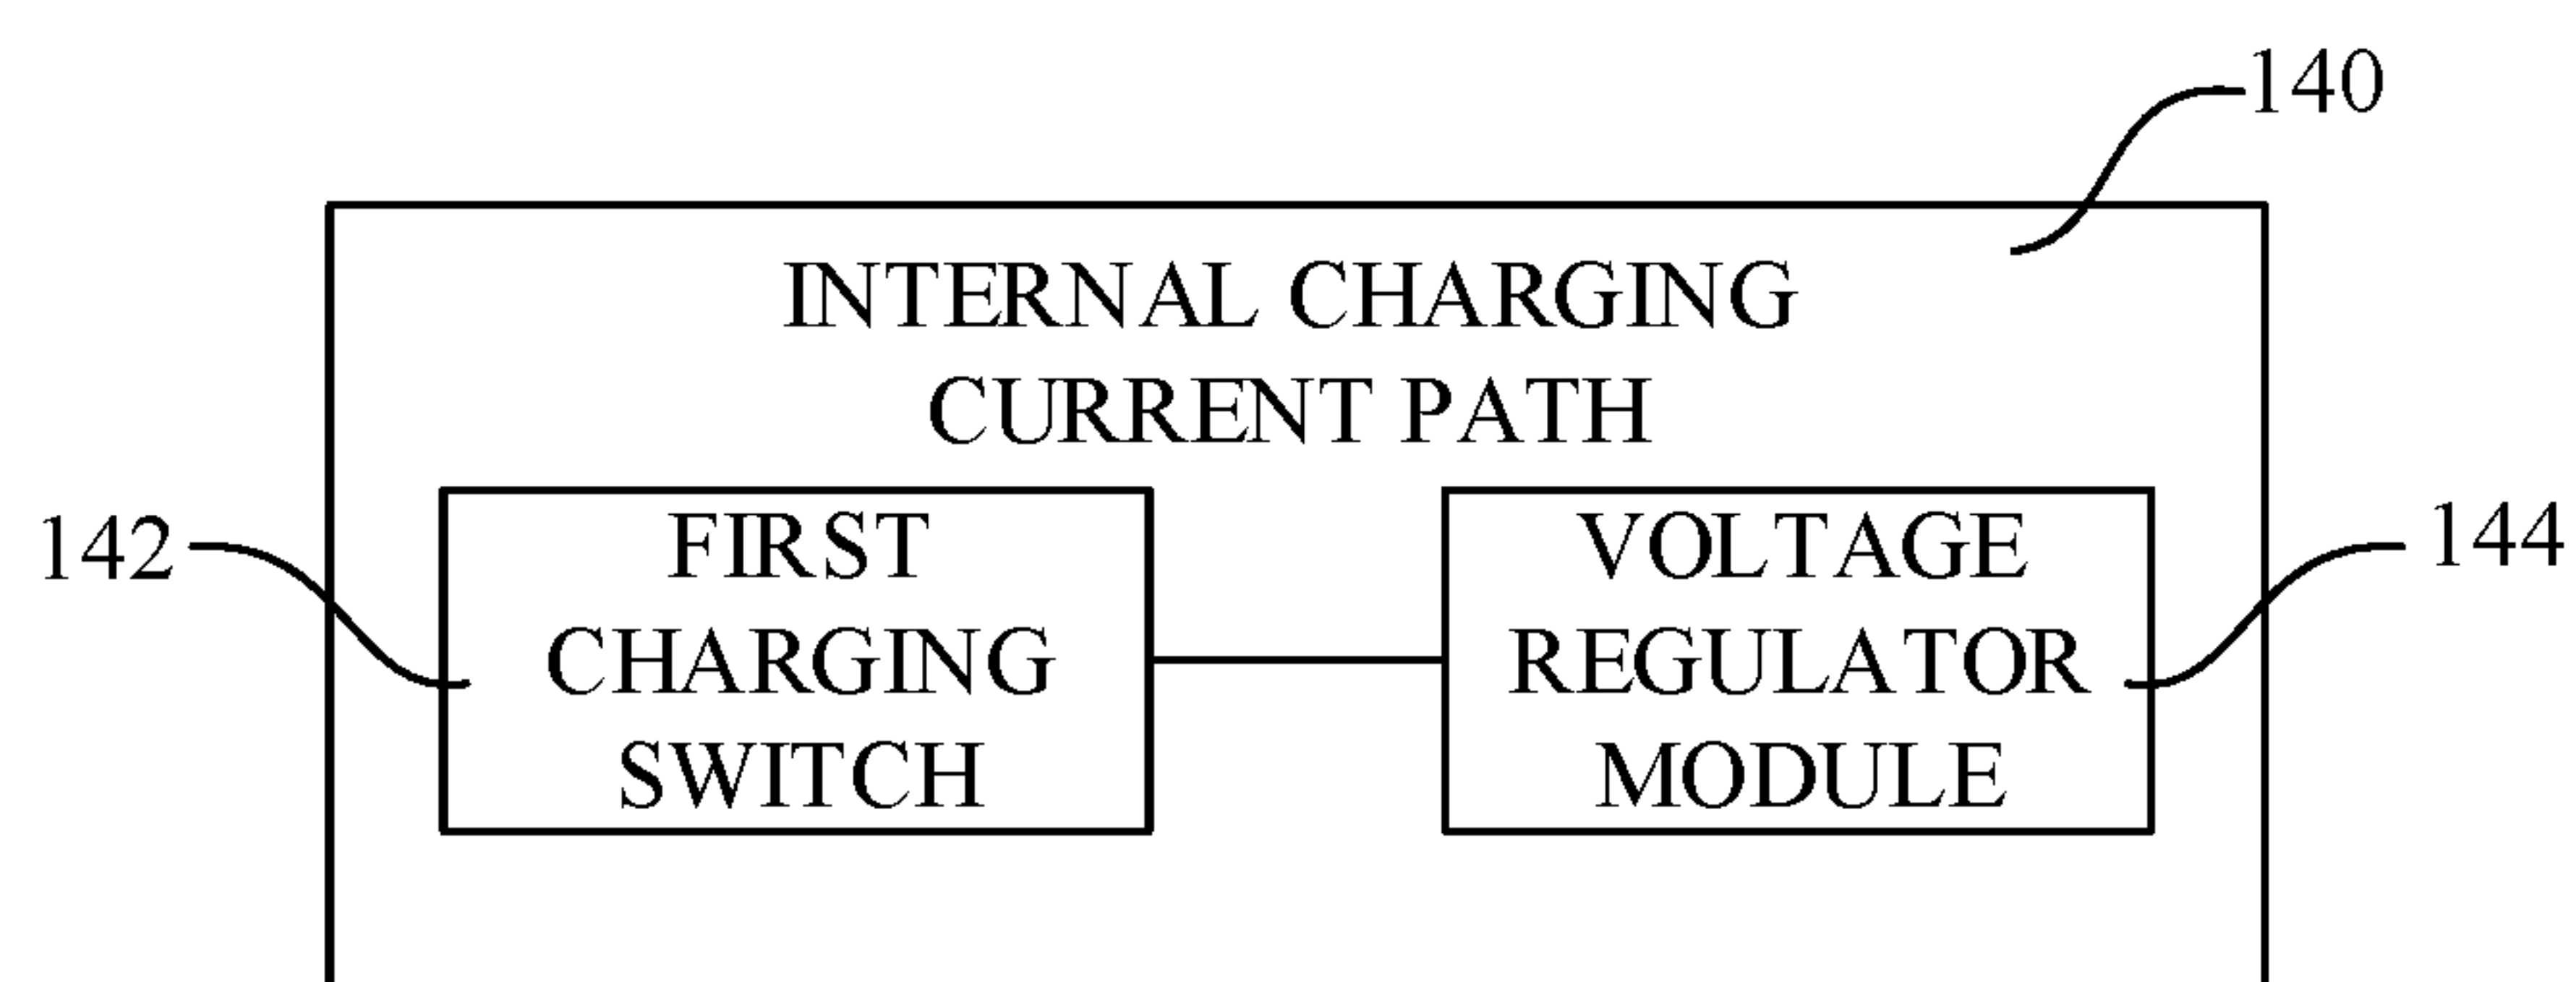 140
INTERNAL CHARGING
CURRENT PATH
142
FIRST
CHARGING
SWITCH
VOLTAGE
REGULATOR
MODULE
144